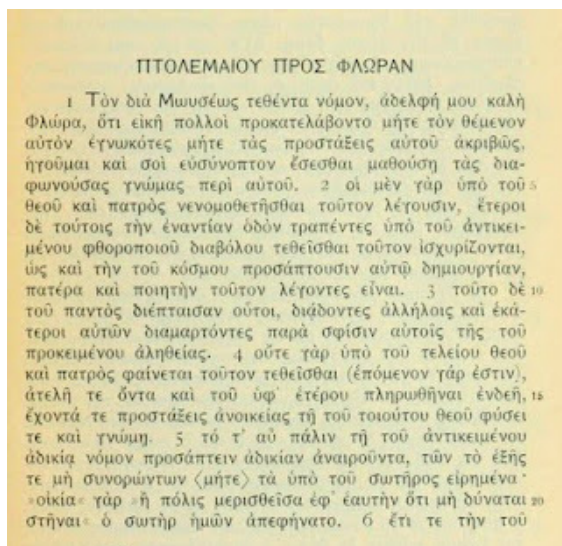 ΠΤΟΛΕΜΑΙΟΥ ΠΡΟΣ ΦΛΩΡΑΝ
1 Τὸν διὰ Μωυσέως τεθέντα νόμον, ἀδελφή μου καλὴ
Φλώρα, ὅτι εἰκῇ πολλοὶ προκατελάβοντο μήτε τὸν θέμενον
αὐτὸν ἐγνωκότες μήτε τὰς προστάξεις αὐτοῦ ἀκριβῶς,
ἡγοῦμαι καὶ σοὶ εὐσύνοπτον ἔσεσθαι μαθούσῃ τὰς δια-
φωνούσας γνώμας περὶ αὐτοῦ. 2 οἱ μὲν γὰρ ὑπὸ τοῦ 5
θεοῦ καὶ πατρὸς νενομοθετῆσθαι τοῦτον λέγουσιν, ἕτεροι
δὲ τούτοις τὴν ἐναντίαν ὁδὸν τραπέντες ὑπὸ τοῦ ἀντικει-
μένου φθοροποιοῦ διαβόλου τεθεῖσθαι τοῦτον ἰσχυρίζονται,
ὡς καὶ τὴν τοῦ κόσμου προσάπτουσιν αὐτῷ δημιουργίαν,
πατέρα καὶ ποιητὴν τοῦτον λέγοντες εἶναι. 3 τοῦτο δὲ 10
τοῦ παντὸς διέπταισαν οὗτοι, διᾴδοντες ἀλλήλοις καὶ ἑκά-
τεροι αὐτῶν διαμαρτόντες παρὰ σφίσιν αὐτοῖς τῆς τοῦ
προκειμένου ἀληθείας. 4 οὔτε γὰρ ὑπὸ τοῦ τελείου θεοῦ
καὶ πατρὸς φαίνεται τοῦτον τεθεῖσθαι (ἑπόμενον γάρ ἐστιν),
ἀτελῆ τε ὄντα καὶ τοῦ ὑφ' ἑτέρου πληρωθῆναι ἐνδεῆ, 15
ἔχοντά τε προστάξεις ἀνοικείας τῇ τοῦ τοιούτου θεοῦ φύσει
τε καὶ γνώμῃ. 5 τό τ' αὖ πάλιν τῇ τοῦ ἀντικειμένου
ἀδικίᾳ νόμον προσάπτειν ἀδικίαν ἀναιροῦντα, τῶν τὸ ἑξῆς
τε μὴ συνορώντων ⟨μήτε⟩ τὰ ὑπὸ τοῦ σωτῆρος εἰρημένα·
»οἰκία« γὰρ »ἢ πόλις μερισθεῖσα ἐφ' ἑαυτὴν ὅτι μὴ δύναται 20
στῆναι« ὁ σωτὴρ ἡμῶν ἀπεφήνατο. 6 ἔτι τε τὴν τοῦ